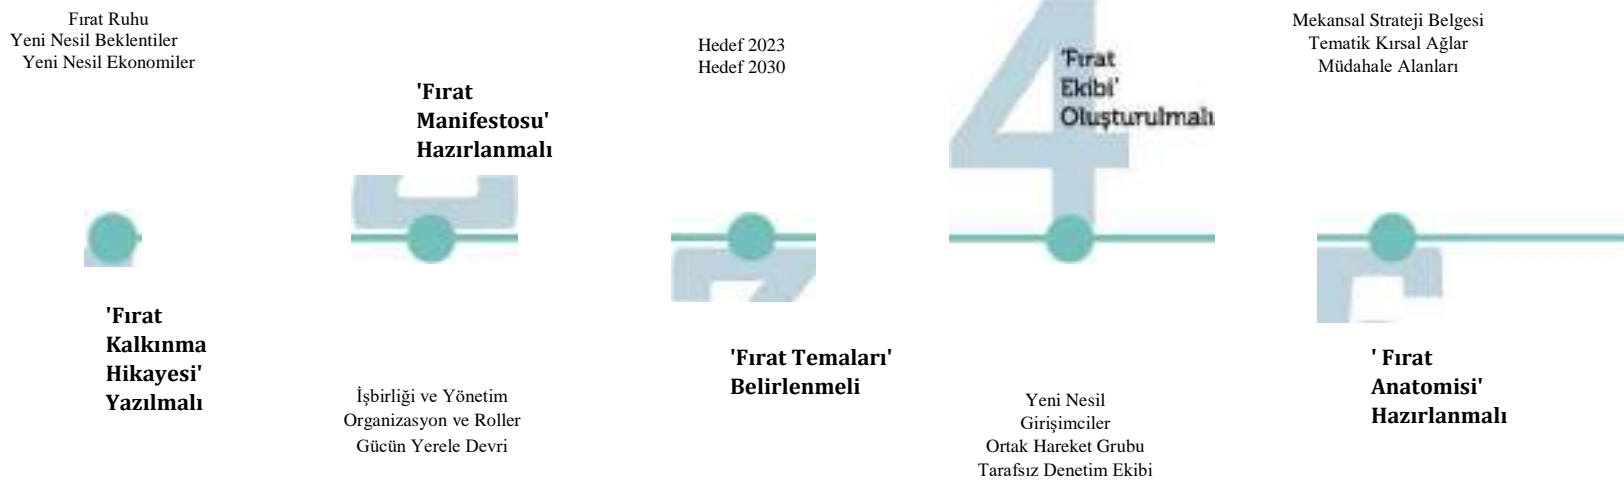 Fırat Ruhu
Yeni Nesil Beklentiler
Yeni Nesil Ekonomiler
'Fırat
Kalkınma
Hikayesi'
Yazılmalı
'Fırat
Manifestosu'
Hazırlanmalı
İşbirliği ve Yönetim
Organizasyon ve Roller
Gücün Yerele Devri
Hedef 2023
Hedef 2030
'Fırat Temaları'
Belirlenmeli
4
'Fırat
Ekibi'
Oluşturulmalı
Yeni Nesil
Girişimciler
Ortak Hareket Grubu
Tarafsız Denetim Ekibi
Mekansal Strateji Belgesi
Tematik Kırsal Ağlar
Müdahale Alanları
' Fırat
Anatomisi'
Hazırlanmalı